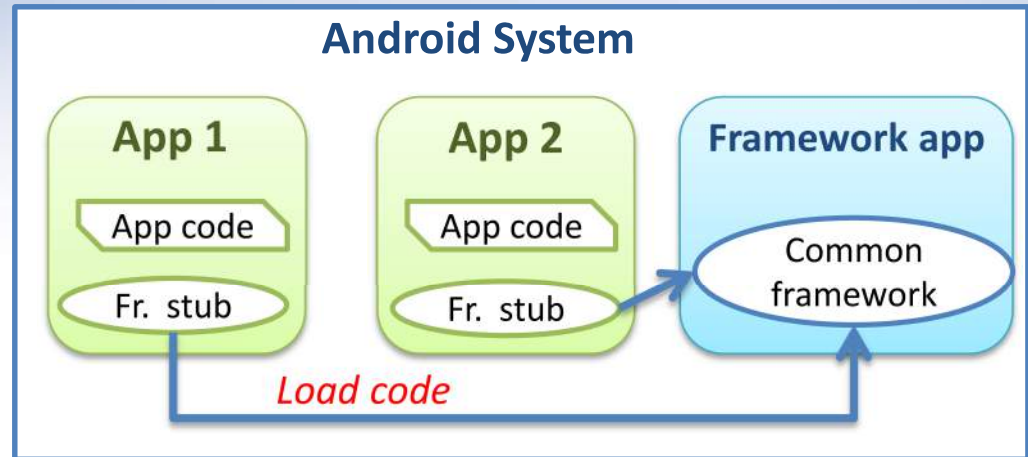 Android System
App 1
App code
Fr. stub
App 2
App code
Fr. stub
Framework app
Common
framework
Load code